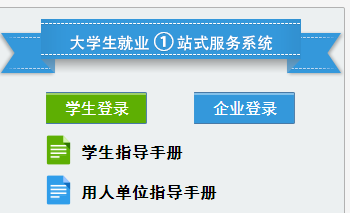 大学生就业①站式服务系统
学生登录 企业登录
学生指导手册
用人单位指导手册